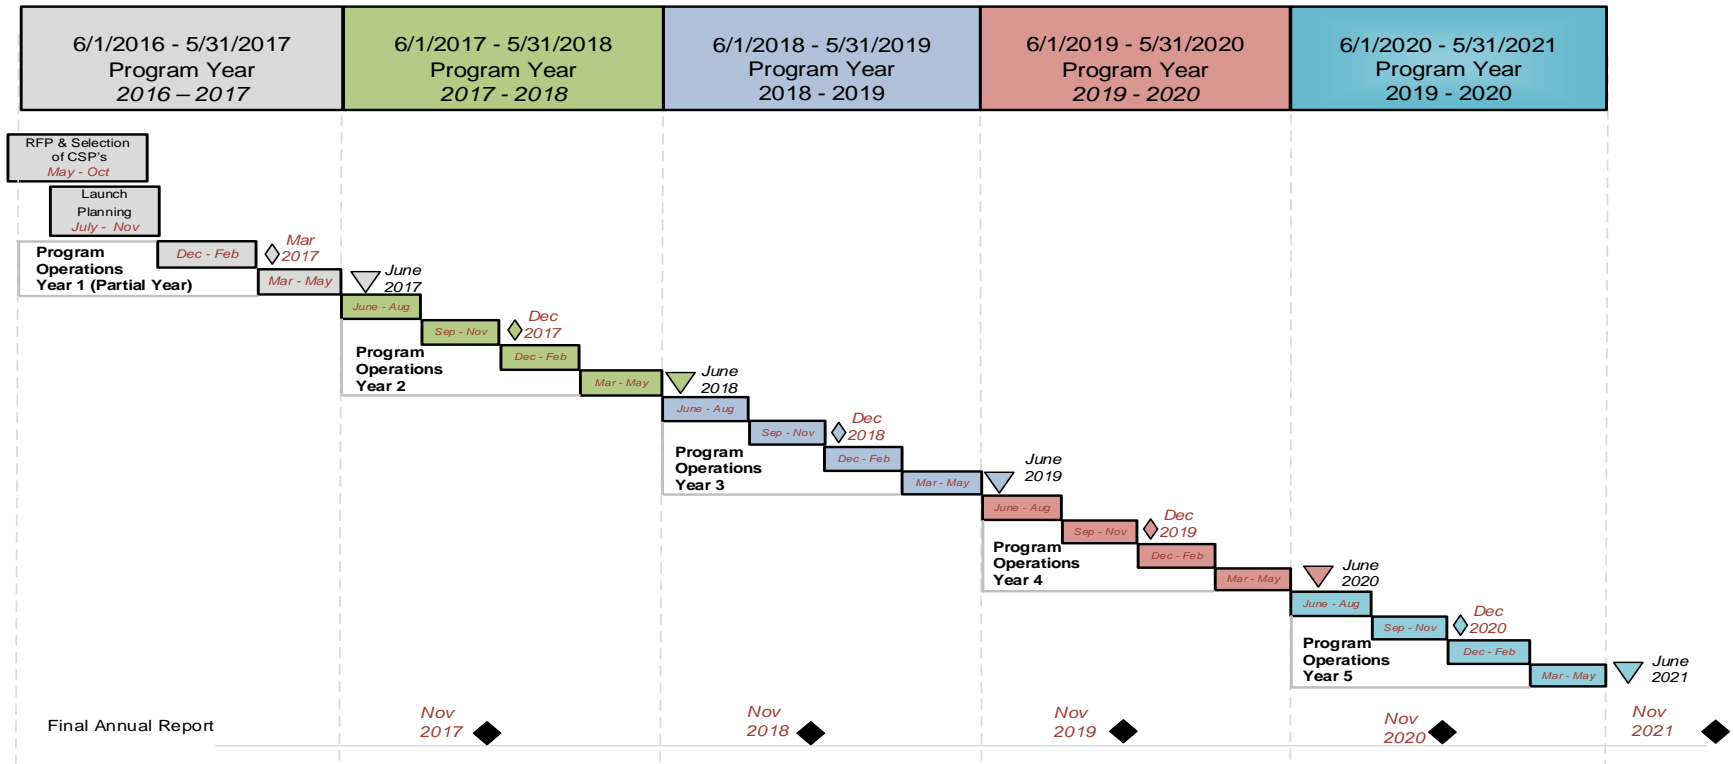 6/1/2016 - 5/31/2017
Program Year
2016 – 2017
6/1/2017 - 5/31/2018
Program Year
2017 - 2018
6/1/2018 - 5/31/2019
Program Year
2018 - 2019
6/1/2019 - 5/31/2020
Program Year
2019 - 2020
6/1/2020 - 5/31/2021
Program Year
2019 - 2020
RFP & Selection
of CSP's
May - Oct
Launch
Planning
July - Nov
Program
Operations
Year 1 (Partial Year)
Dec - Feb
Mar
2017
Mar - May
June
2017
June - Aug
Sep - Nov
Dec
2017
Program
Operations
Year 2
Dec - Feb
Mar - May
June
2018
June - Aug
Sep - Nov
Dec
2018
Program
Operations
Year 3
Dec - Feb
Mar - May
June
2019
June - Aug
Sep - Nov
Dec
2019
Program
Operations
Year 4
Dec - Feb
Mar - May
June
2020
June - Aug
Sep - Nov
Dec
2020
Program
Operations
Year 5
Dec - Feb
Mar - May
June
2021
Final Annual Report
Nov
2017
Nov
2018
Nov
2019
Nov
2020
Nov
2021